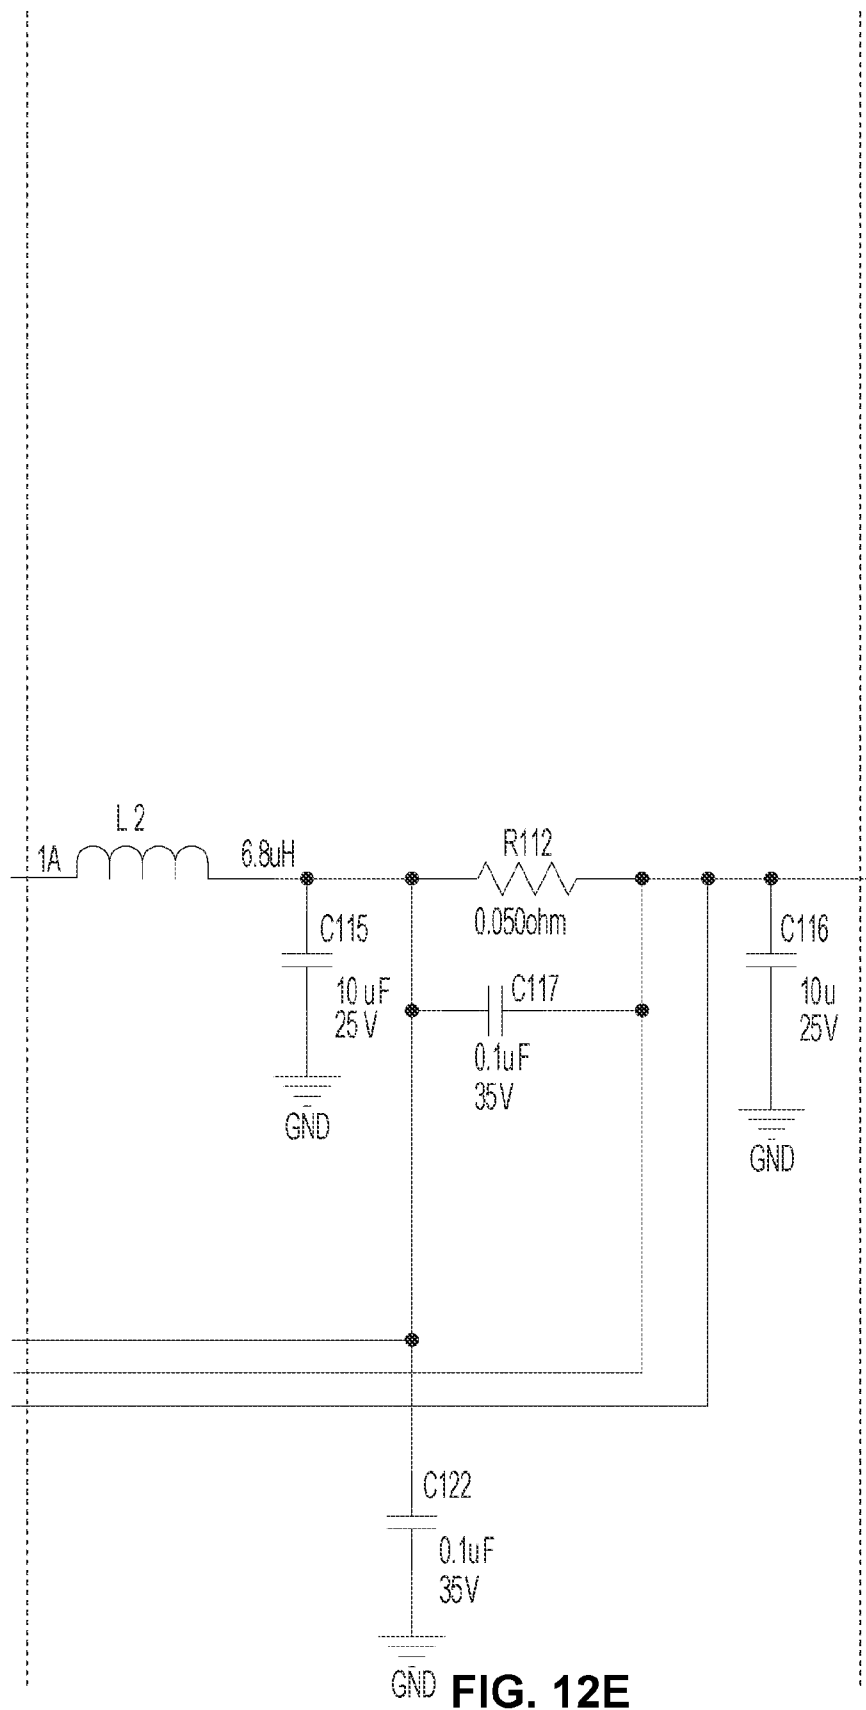 L 2
1A
6.8uH
R112
0.050ohm
C115
10 uF
25 V
GND
C117
0.1uF
35V
C116
10u
25V
GND
C122
0.1uF
35V
GND
FIG. 12E